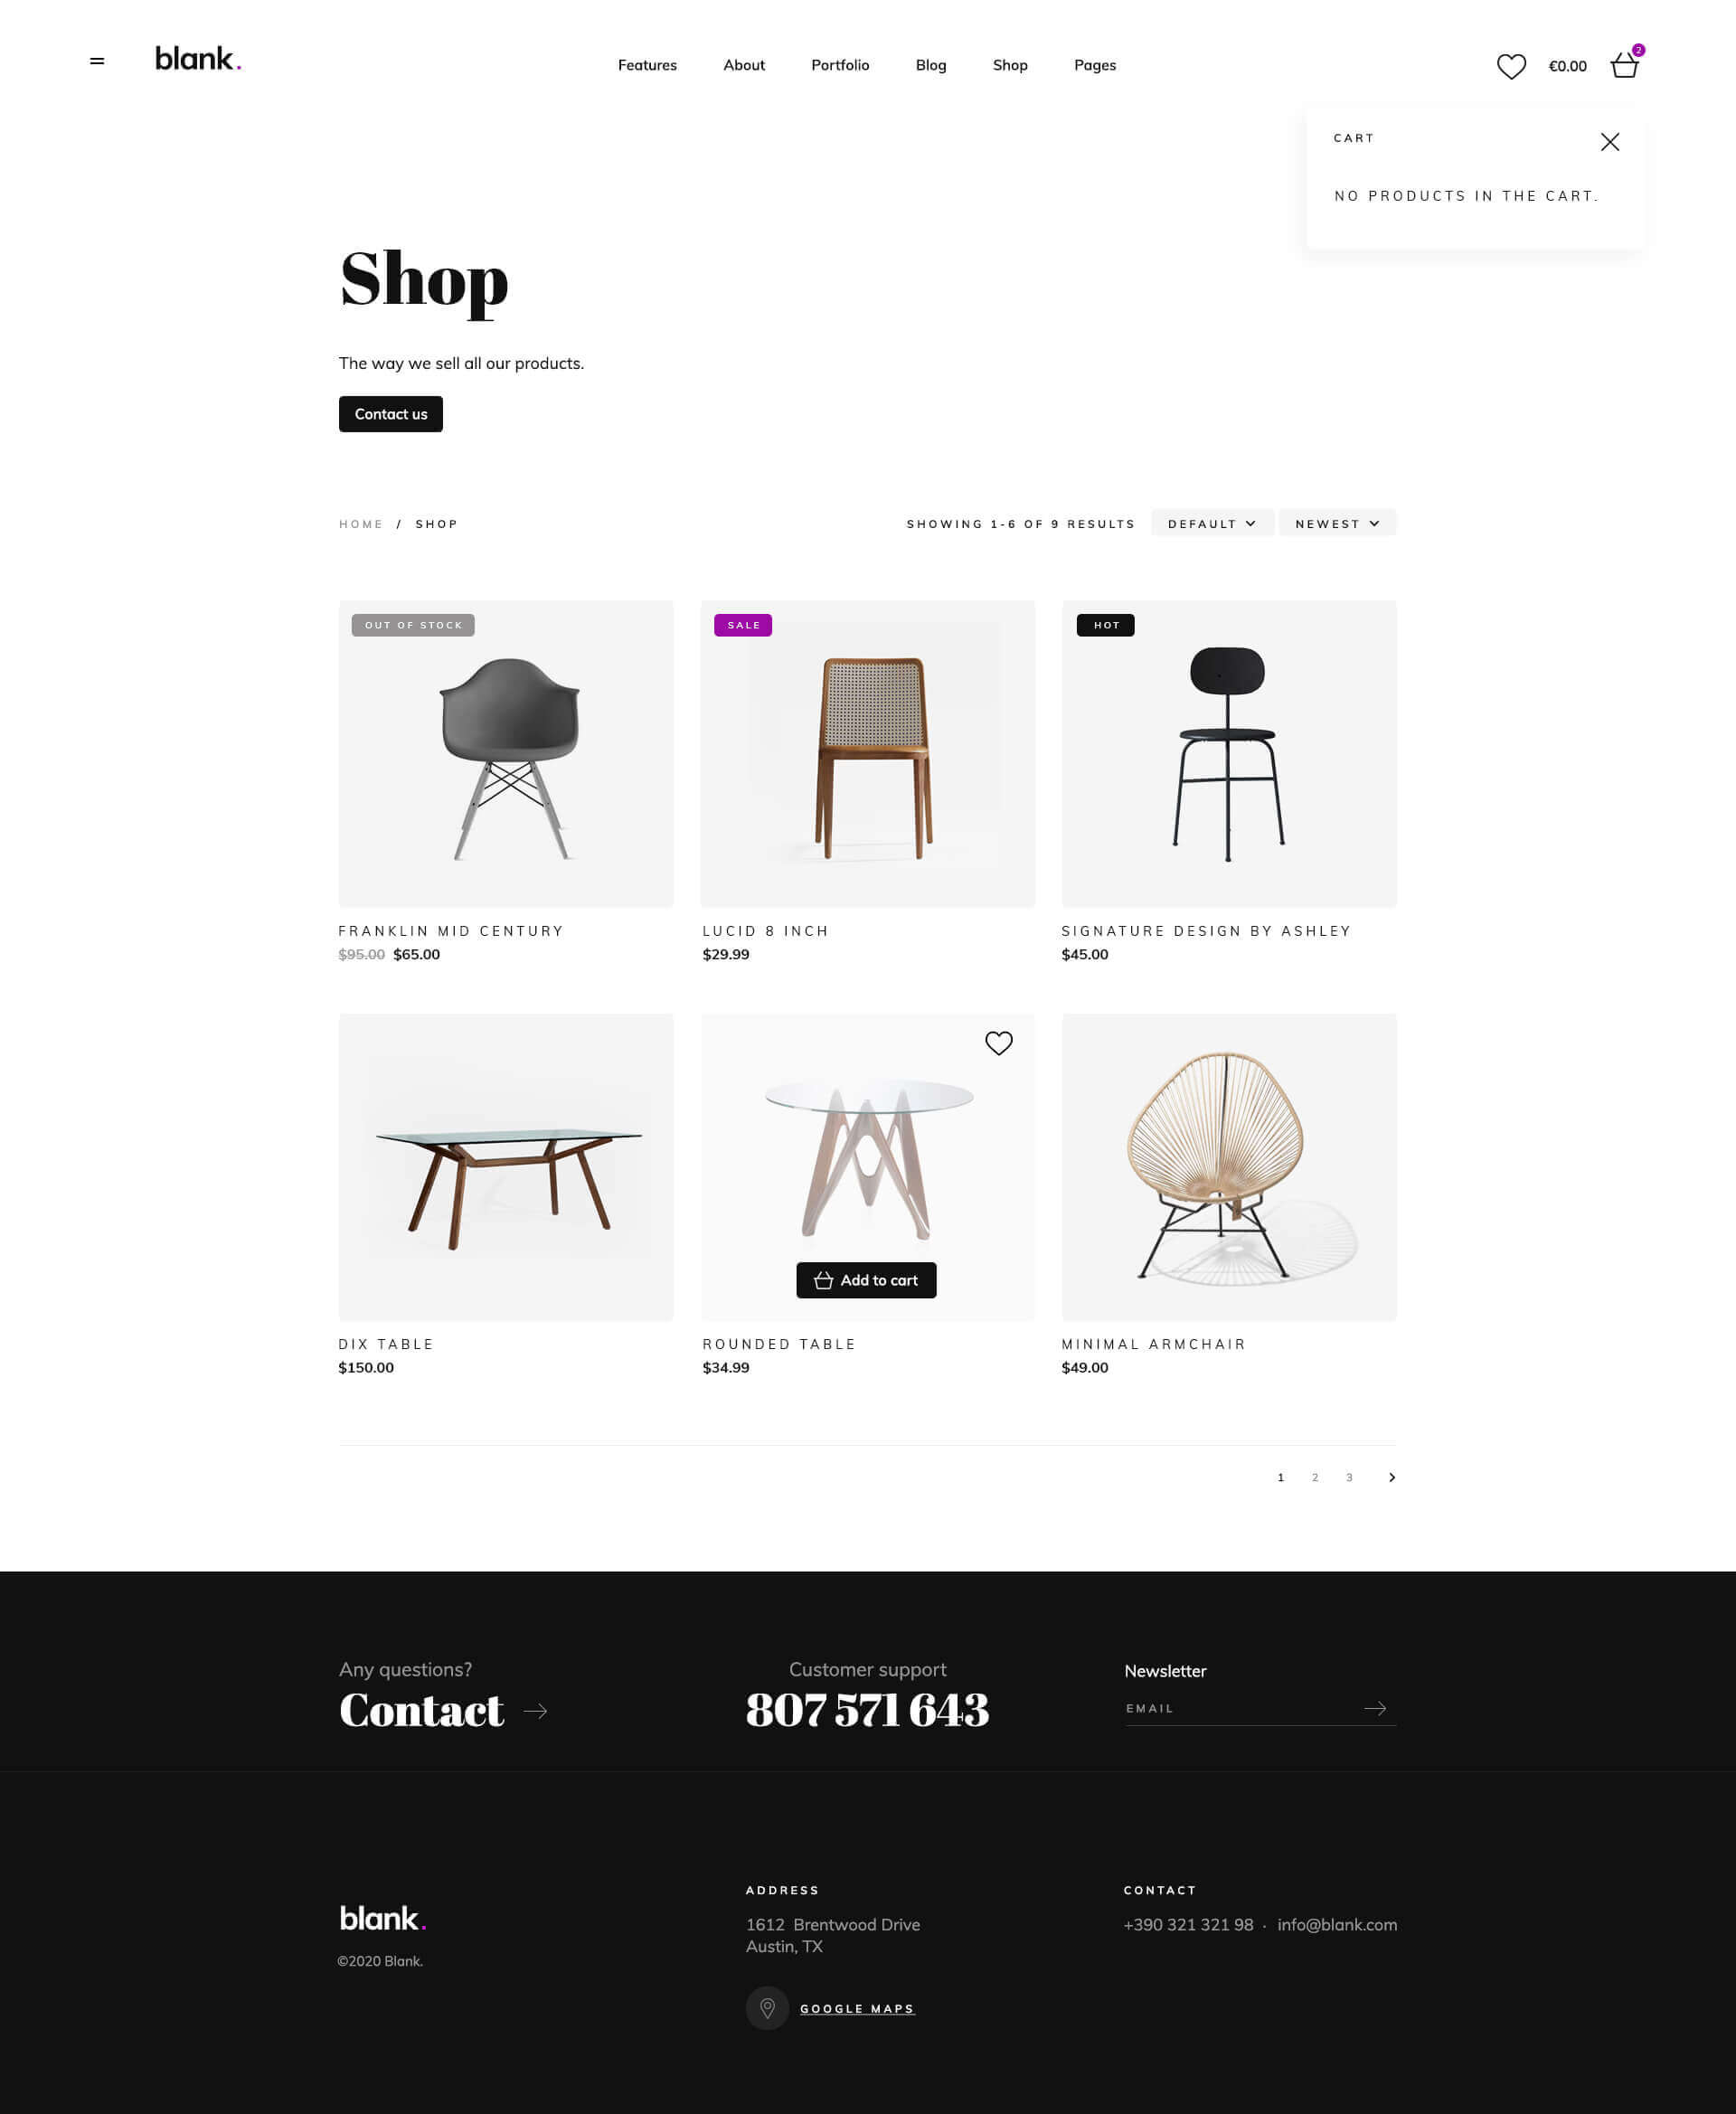 blank.
Features About Portfolio Blog Shop Pages
€0.00 2
CART
NO PRODUCTS IN THE CART.
Shop
The way we sell all our products.
Contact us
HOME / SHOP
SHOWING 1-6 OF 9 RESULTS DEFAULT NEWEST
OUT OF STOCK
SALE
HOT
FRANKLIN MID CENTURY
$95.00 $65.00
LUCID 8 INCH
$29.99
SIGNATURE DESIGN BY ASHLEY
$45.00
Add to cart
DIX TABLE
$150.00
ROUNDED TABLE
$34.99
MINIMAL ARMCHAIR
$49.00
1 2 3
Any questions?
Contact
Customer support
807 571 643
Newsletter
EMAIL
blank.
©2020 Blank.
ADDRESS
1612 Brentwood Drive
Austin, TX
GOOGLE MAPS
CONTACT
+390 321 321 98 · info@blank.com